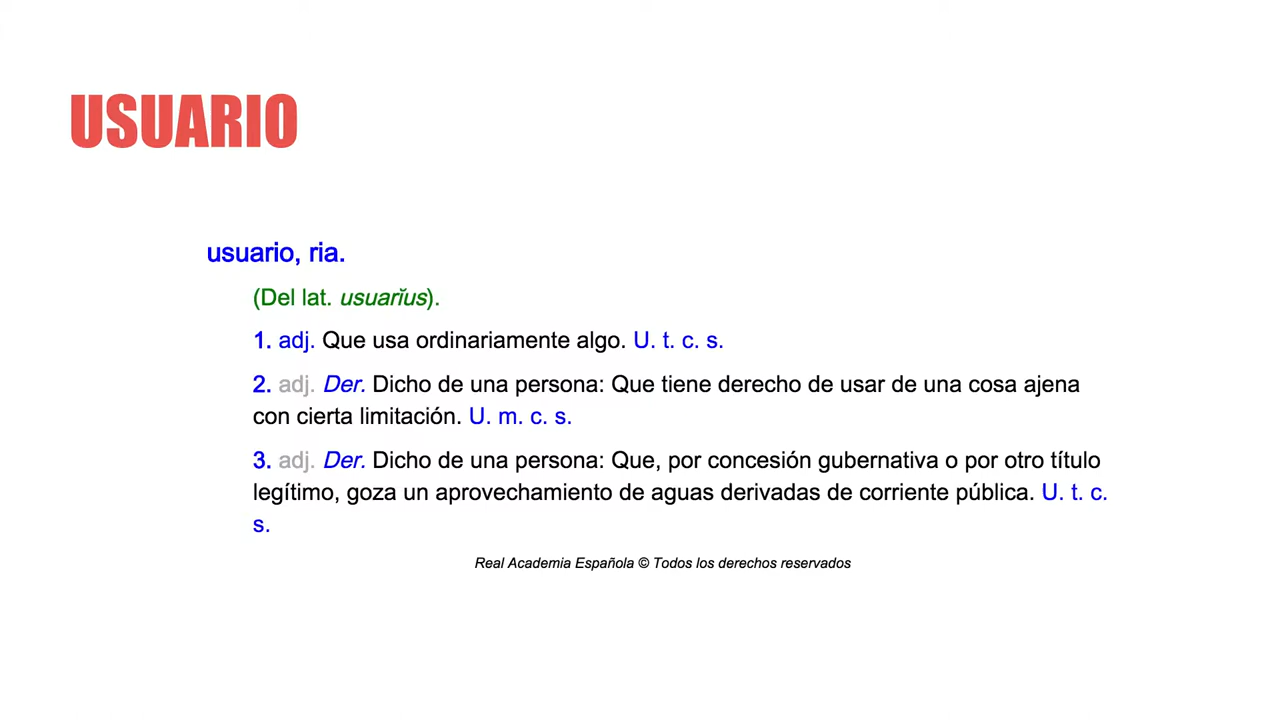 USUARIO
usuario, ria.
(Del lat. usuarĭus).
1. adj. Que usa ordinariamente algo. U. t. c. s.
2. adj. Der. Dicho de una persona: Que tiene derecho de usar de una cosa ajena
con cierta limitación. U. m. c. s.
3. adj. Der. Dicho de una persona: Que, por concesión gubernativa o por otro título
legítimo, goza un aprovechamiento de aguas derivadas de corriente pública. U. t. c.
s.
Real Academia Española © Todos los derechos reservados